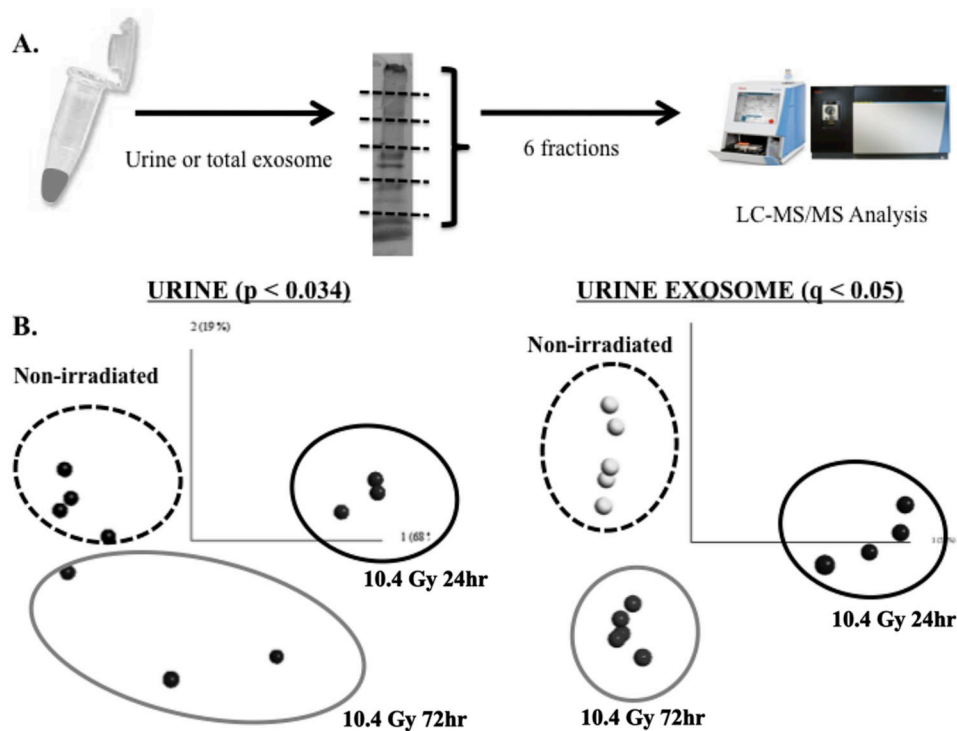 A.
Urine or total exosome
6 fractions
LC-MS/MS Analysis
URINE (p < 0.034)
URINE EXOSOME (q < 0.05)
B.
2 (19 %)
Non-irradiated
Non-irradiated
1 (68
10.4 Gy 24hr
10.4 Gy 24hr
10.4 Gy 72hr
10.4 Gy 72hr